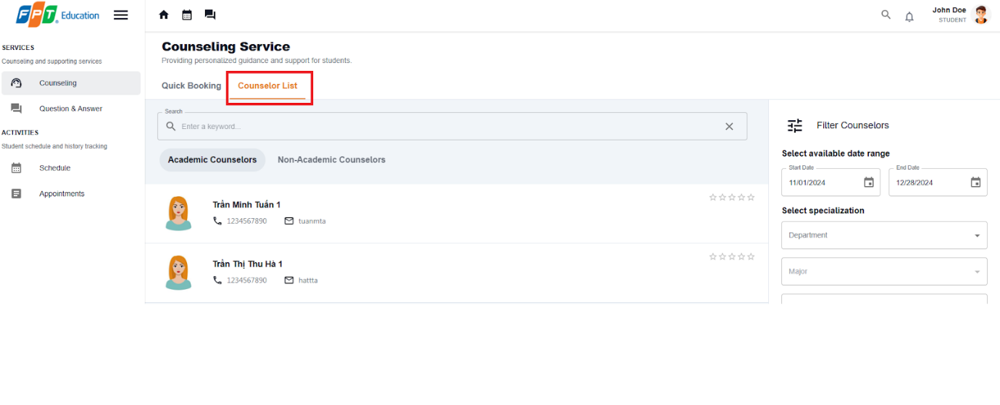 FPT Education
John Doe
STUDENT
SERVICES
Counseling and supporting services
Counseling
Question & Answer
ACTIVITIES
Student schedule and history tracking
Schedule
Appointments
Counseling Service
Providing personalized guidance and support for students.
Quick Booking Counselor List
Search
Enter a keyword...
Academic Counselors Non-Academic Counselors
Trần Minh Tuấn 1
1234567890 tuanmta
Trần Thị Thu Hà 1
1234567890 hattta
Filter Counselors
Select available date range
Start Date End Date
11/01/2024 12/28/2024
Select specialization
Department
Major